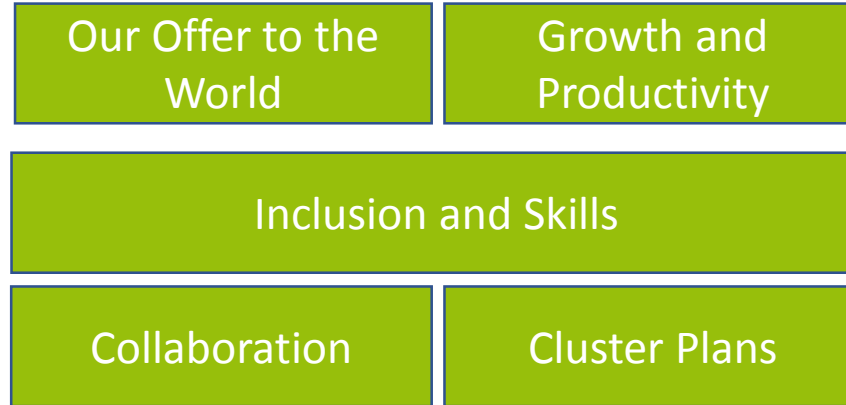 Our Offer to the
World
Growth and
Productivity
Inclusion and Skills
Collaboration
Cluster Plans